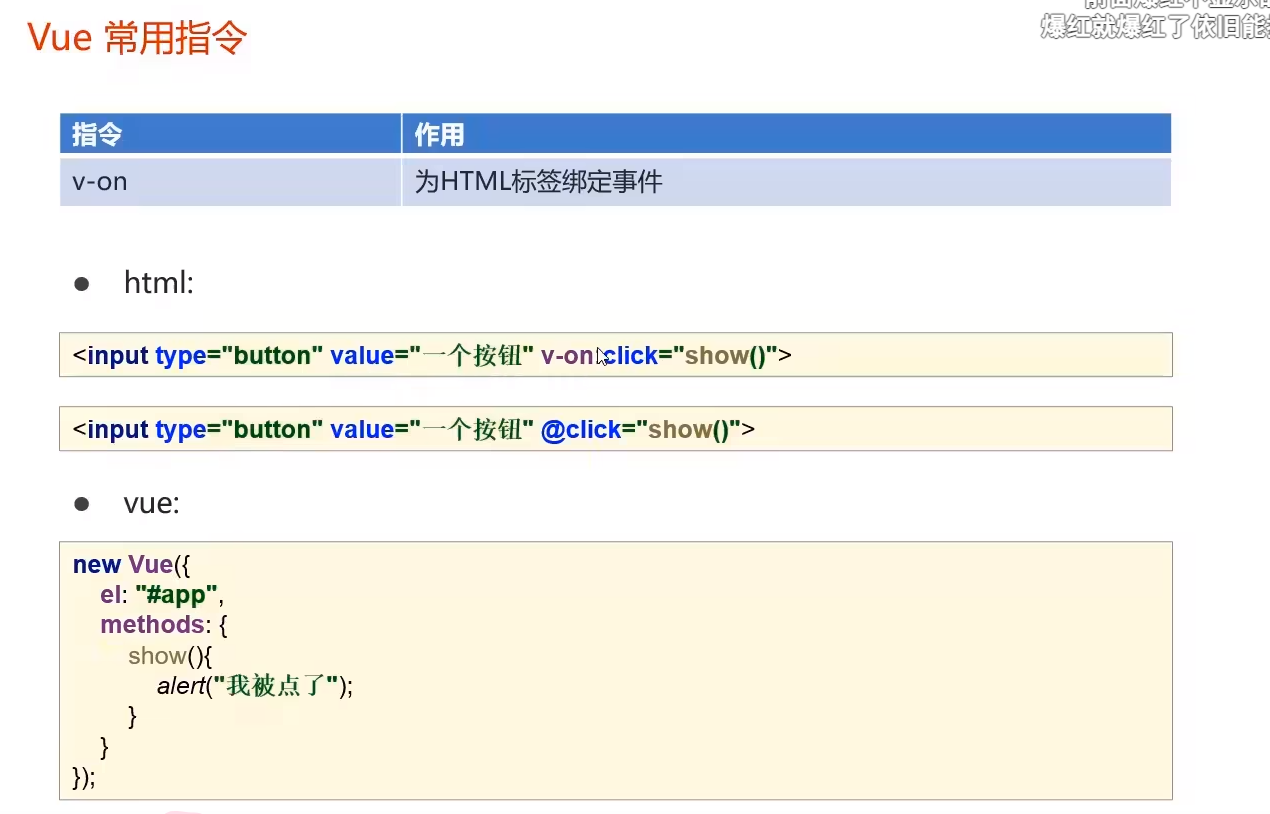 爆红就爆红了依旧能
Vue 常用指令
指令 作用
v-on 为HTML标签绑定事件
● html:
<input type="button" value="一个按钮" v-on:click="show()">
<input type="button" value="一个按钮" @click="show()">
● vue:
new Vue({
el: "#app",
methods: {
show(){
alert("我被点了");
}
}
});